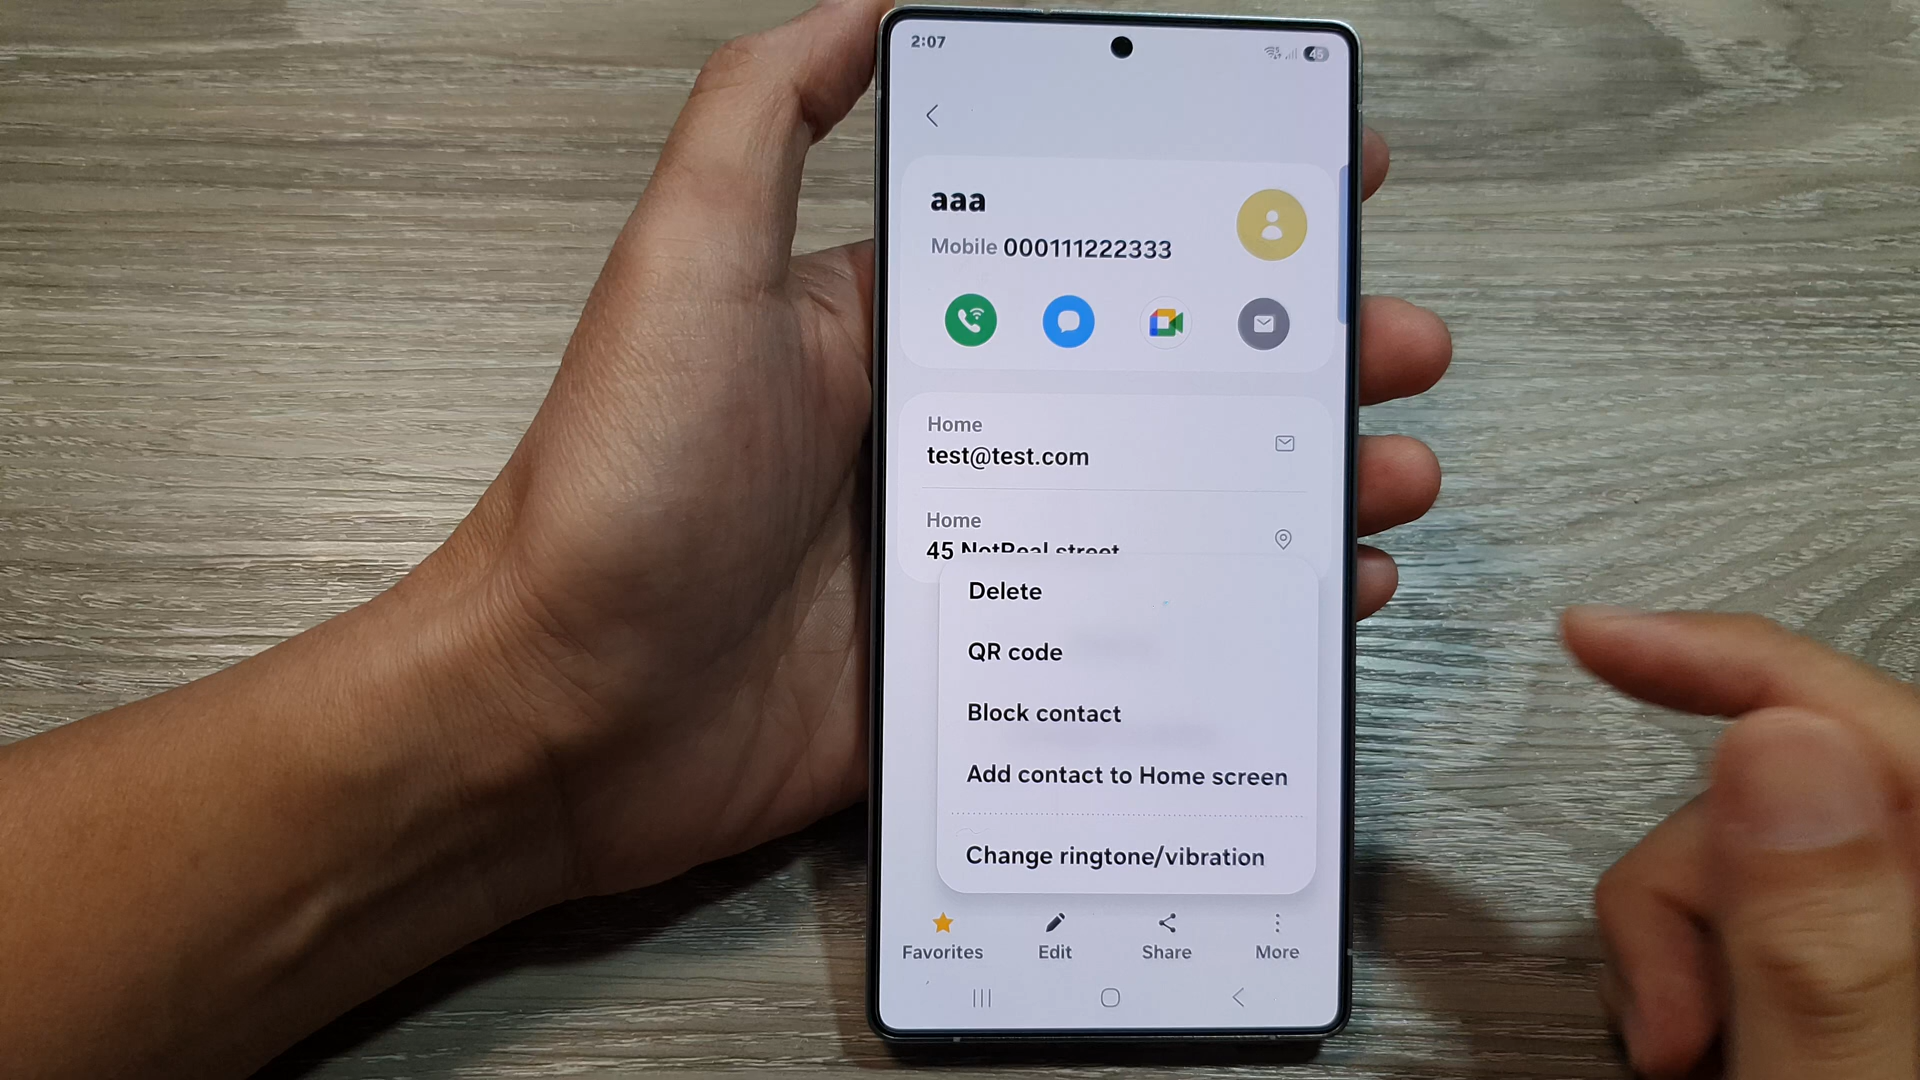 2:07
45
aaa
Mobile 000111222333
Home
test@test.com
Home
45 NotReal street
Delete
QR code
Block contact
Add contact to Home screen
Change ringtone/vibration
Favorites Edit Share More